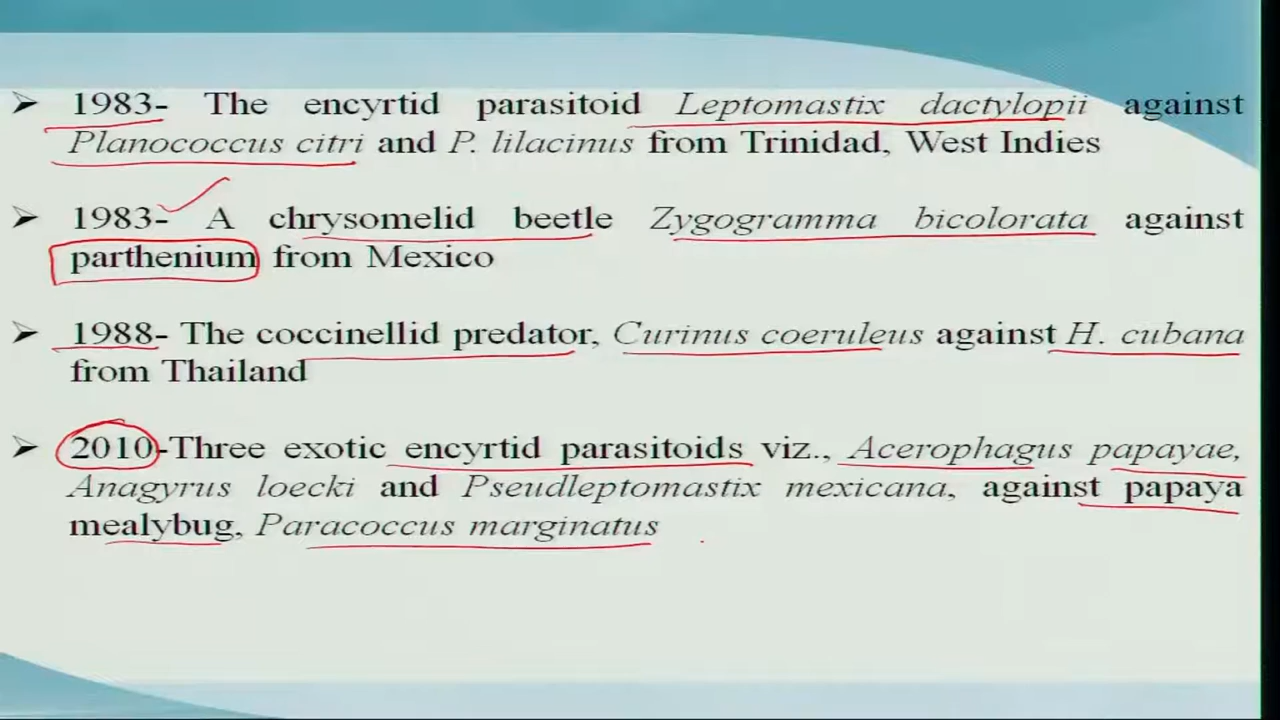 ➢ 1983- The encyrtid parasitoid Leptomastix dactylopii against
Planococcus citri and P. lilacinus from Trinidad, West Indies
➢ 1983- A chrysomelid beetle Zygogramma bicolorata against
parthenium from Mexico
➢ 1988- The coccinellid predator, Curinus coeruleus against H. cubana
from Thailand
➢ 2010-Three exotic encyrtid parasitoids viz., Acerophagus papayae,
Anagyrus loecki and Pseudleptomastix mexicana, against papaya
mealybug, Paracoccus marginatus